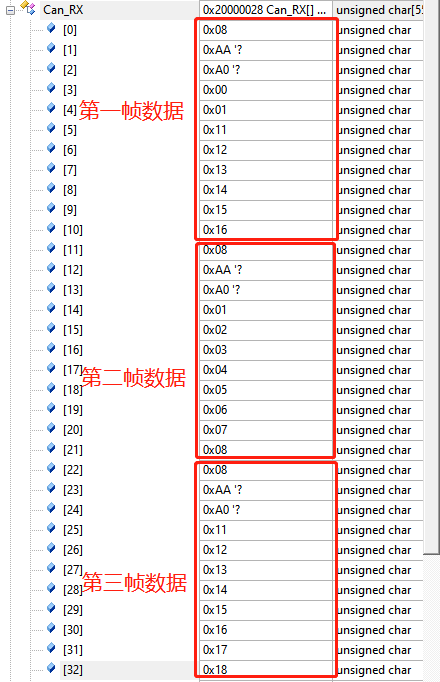 Can_RX 0x20000028 Can_RX[] ... unsigned char[55
[0] 0x08 unsigned char
[1] 0xAA '? unsigned char
[2] 0xA0 '? unsigned char
[3] 0x00 unsigned char
[4] 0x01 unsigned char
第一帧数据
[5] 0x11 unsigned char
[6] 0x12 unsigned char
[7] 0x13 unsigned char
[8] 0x14 unsigned char
[9] 0x15 unsigned char
[10] 0x16 unsigned char
[11] 0x08 unsigned char
[12] 0xAA '? unsigned char
[13] 0xA0 '? unsigned char
[14] 0x01 unsigned char
[15] 0x02 unsigned char
[16] 0x03 unsigned char
[17] 0x04 unsigned char
第二帧数据
[18] 0x05 unsigned char
[19] 0x06 unsigned char
[20] 0x07 unsigned char
[21] 0x08 unsigned char
[22] 0x08 unsigned char
[23] 0xAA '? unsigned char
[24] 0xA0 '? unsigned char
[25] 0x11 unsigned char
[26] 0x12 unsigned char
[27] 0x13 unsigned char
第三帧数据
[28] 0x14 unsigned char
[29] 0x15 unsigned char
[30] 0x16 unsigned char
[31] 0x17 unsigned char
[32] 0x18 unsigned char